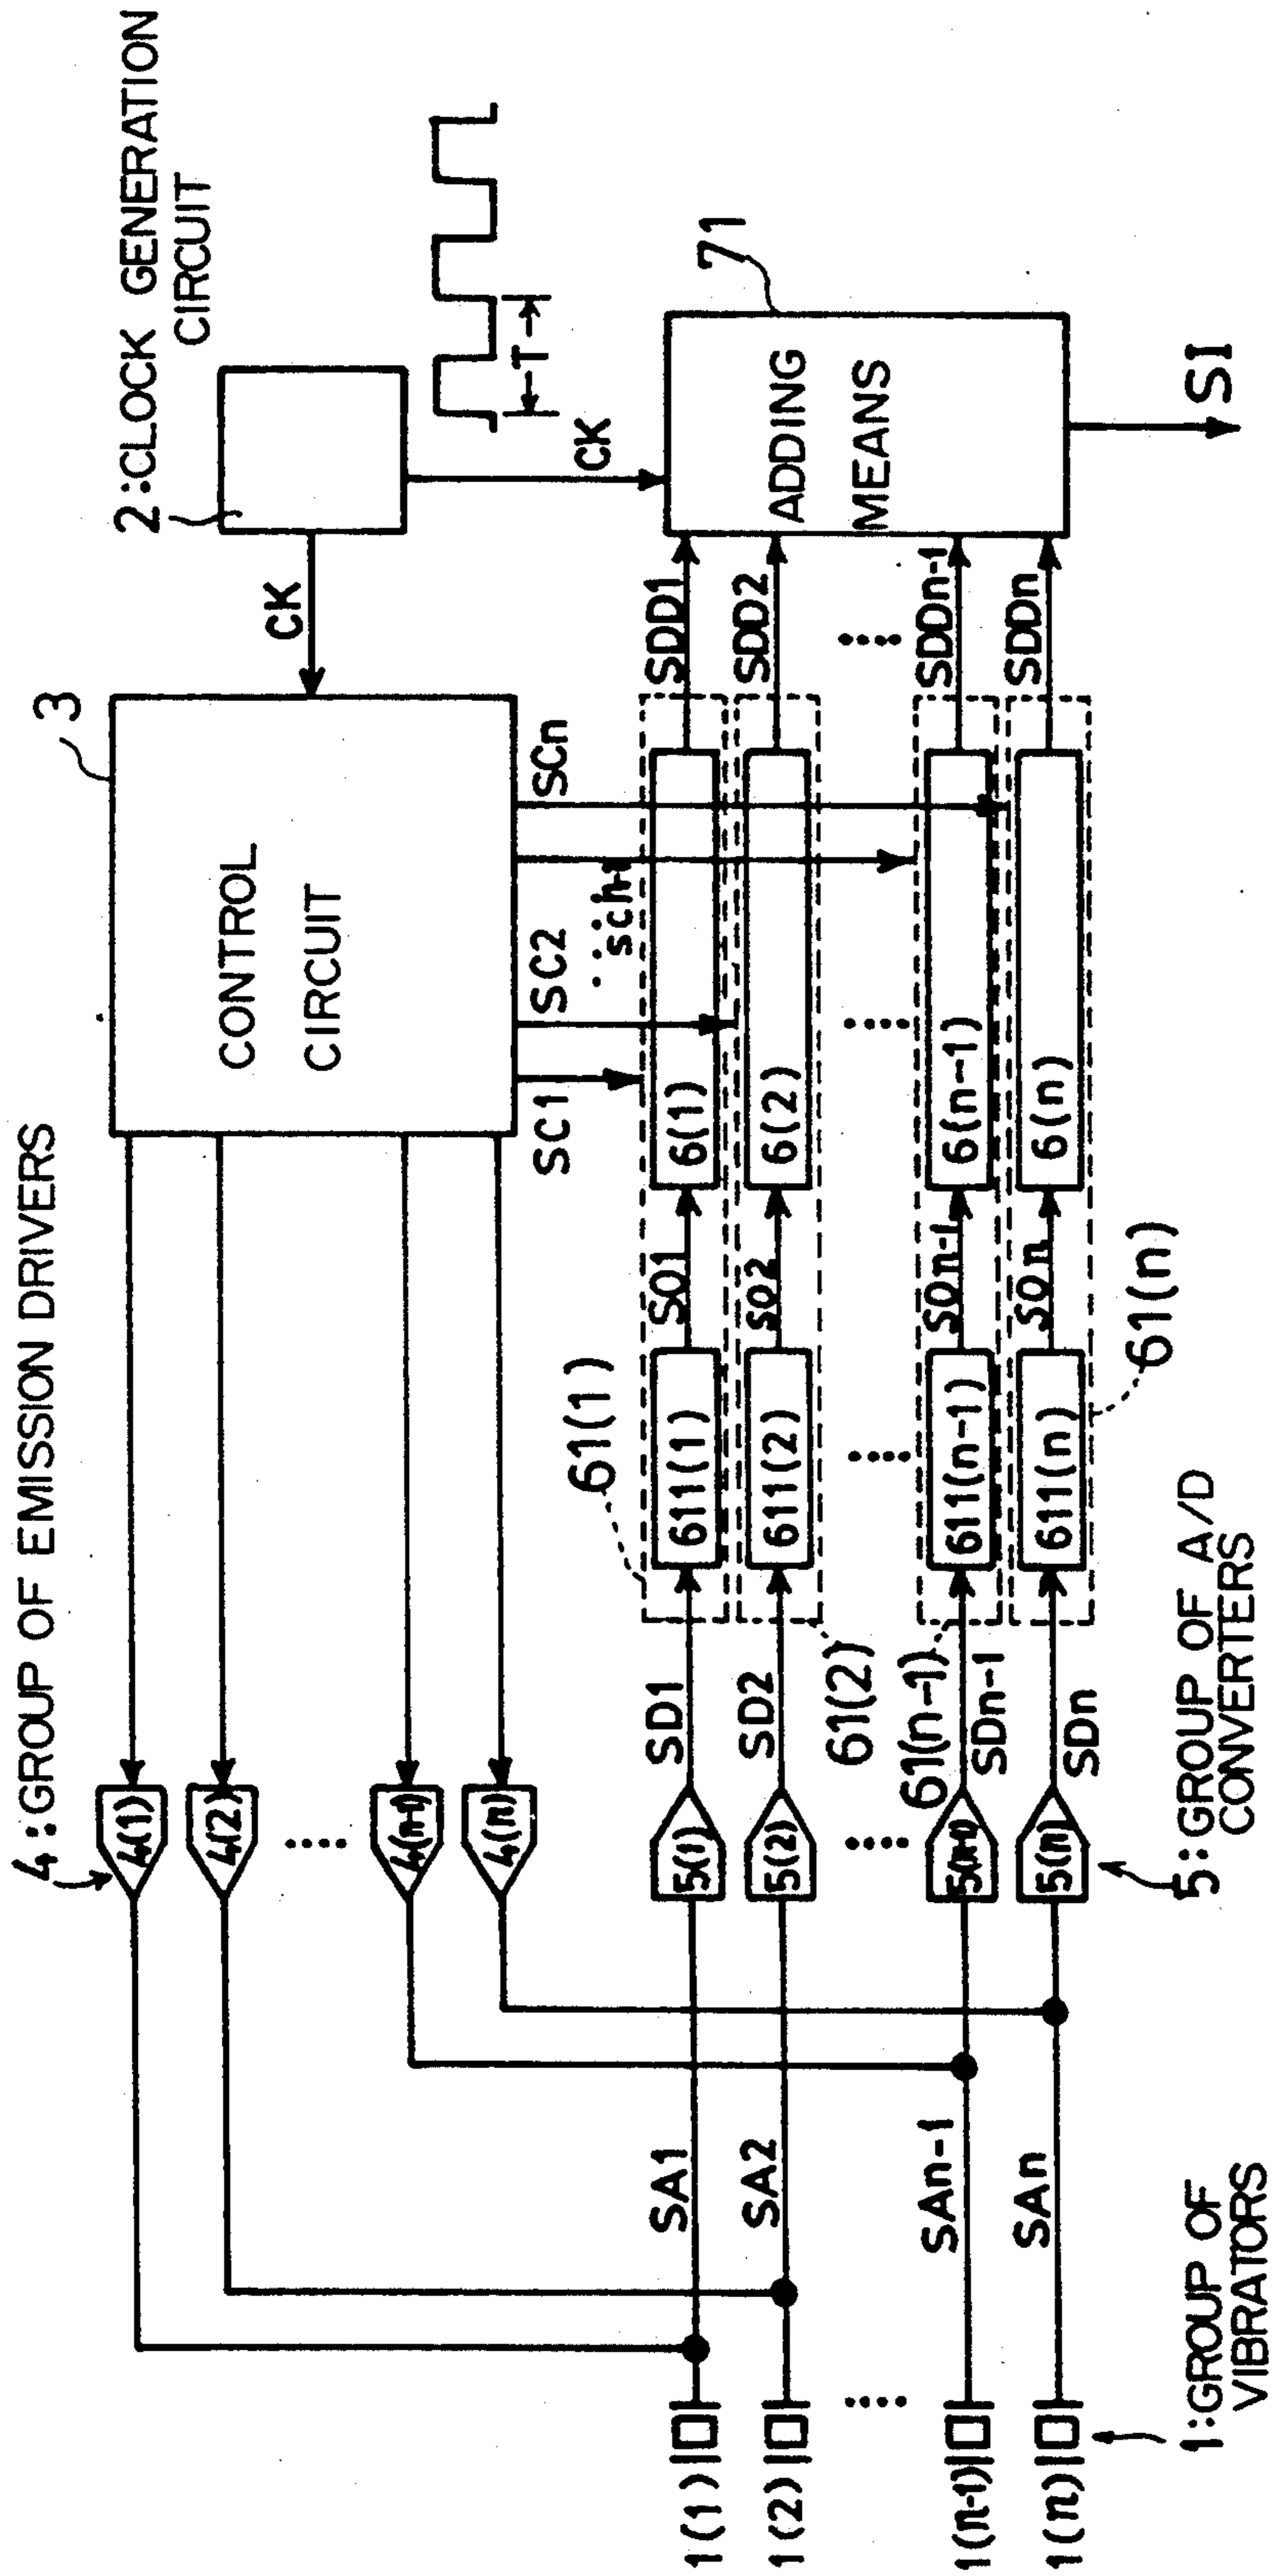 4:GROUP OF EMISSION DRIVERS
2:CLOCK GENERATION
CIRCUIT
3
CONTROL
CIRCUIT
CK
CK
T
4(1)
4(2)
4(n-1)
4(n)
SC1
SC2
SCn
71
ADDING
MEANS
SI
1(1)
SA1
5(1)
SD1
61(1)
611(1)
SO1
6(1)
SDD1
1(2)
SA2
5(2)
SD2
61(2)
611(2)
SO2
6(2)
SDD2
1(n-1)
SAn-1
5(n-1)
SDn-1
61(n-1)
611(n-1)
SOn-1
6(n-1)
SDDn-1
1(n)
SAn
5(n)
SDn
61(n)
611(n)
SOn
6(n)
SDDn
1:GROUP OF
VIBRATORS
5:GROUP OF A/D
CONVERTERS